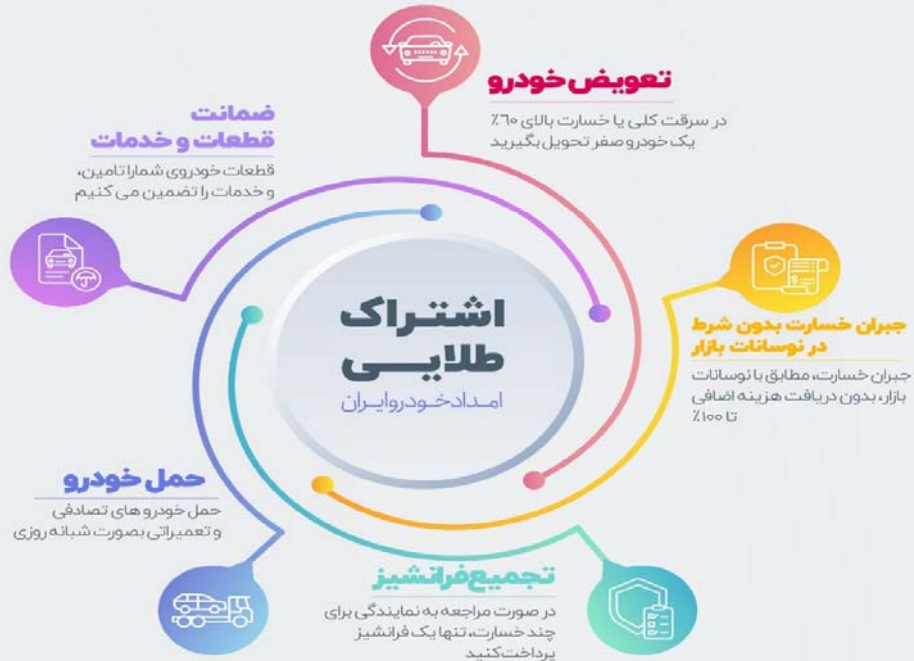 تعویض خودرو
در سرقت کلی یا خسارت بالای ۶۰٪
یک خودرو صفر تحویل بگیرید
ضمانت
قطعات و خدمات
قطعات خودروی شما را تامین،
و خدمات را تضمین می کنیم
اشتراک
طلایی
امداد خودرو ایران
جبران خسارت بدون شرط
در نوسانات بازار
جبران خسارت، مطابق با نوسانات
بازار، بدون دریافت هزینه اضافی
تا ۱۰۰٪
حمل خودرو
حمل خودرو های تصادفی
و تعمیراتی بصورت شبانه روزی
تجمیع فرانشیز
در صورت مراجعه به نمایندگی برای
چند خسارت، تنها یک فرانشیز
پرداخت کنید